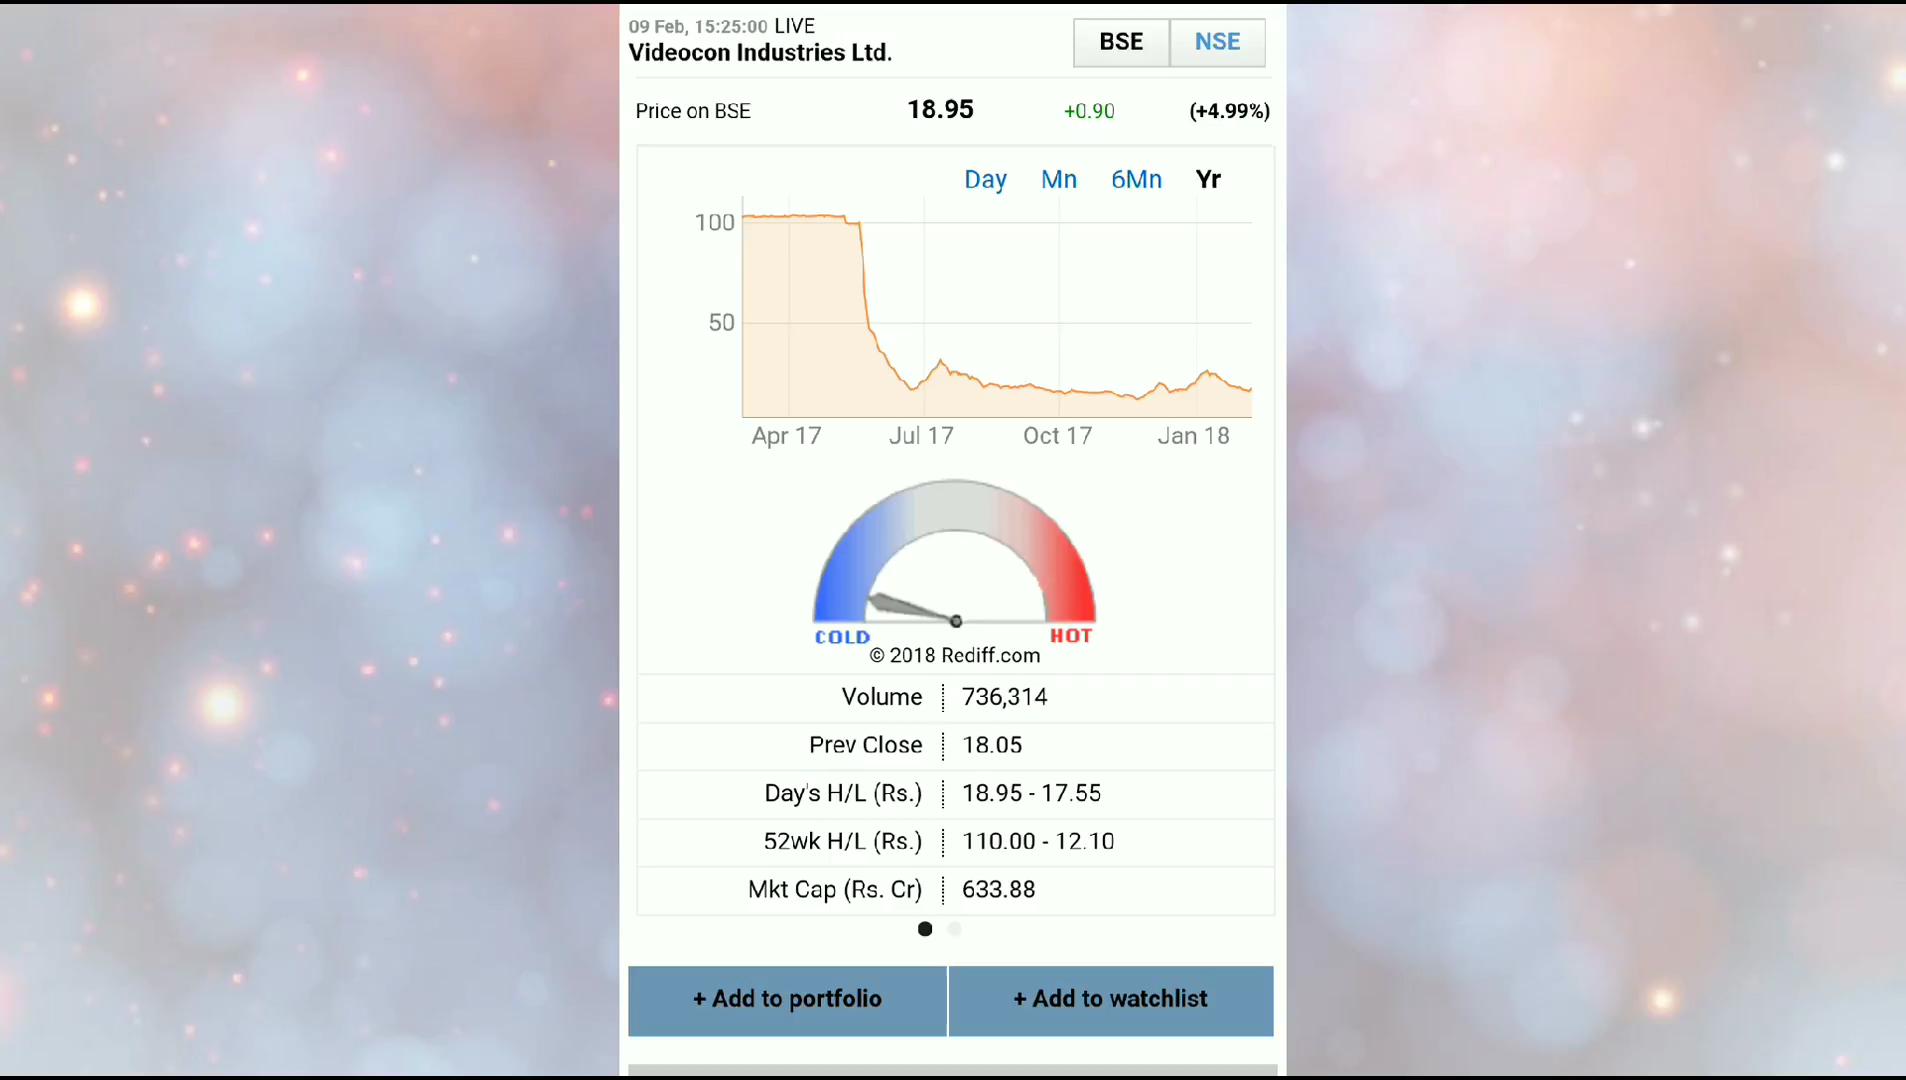 09 Feb, 15:25:00 LIVE
Videocon Industries Ltd.
BSE NSE
Price on BSE 18.95 +0.90 (+4.99%)
Day Mn 6Mn Yr
100
50
Apr 17 Jul 17 Oct 17 Jan 18
COLD HOT
© 2018 Rediff.com
Volume 736,314
Prev Close 18.05
Day's H/L (Rs.) 18.95 - 17.55
52wk H/L (Rs.) 110.00 - 12.10
Mkt Cap (Rs. Cr) 633.88
+ Add to portfolio + Add to watchlist